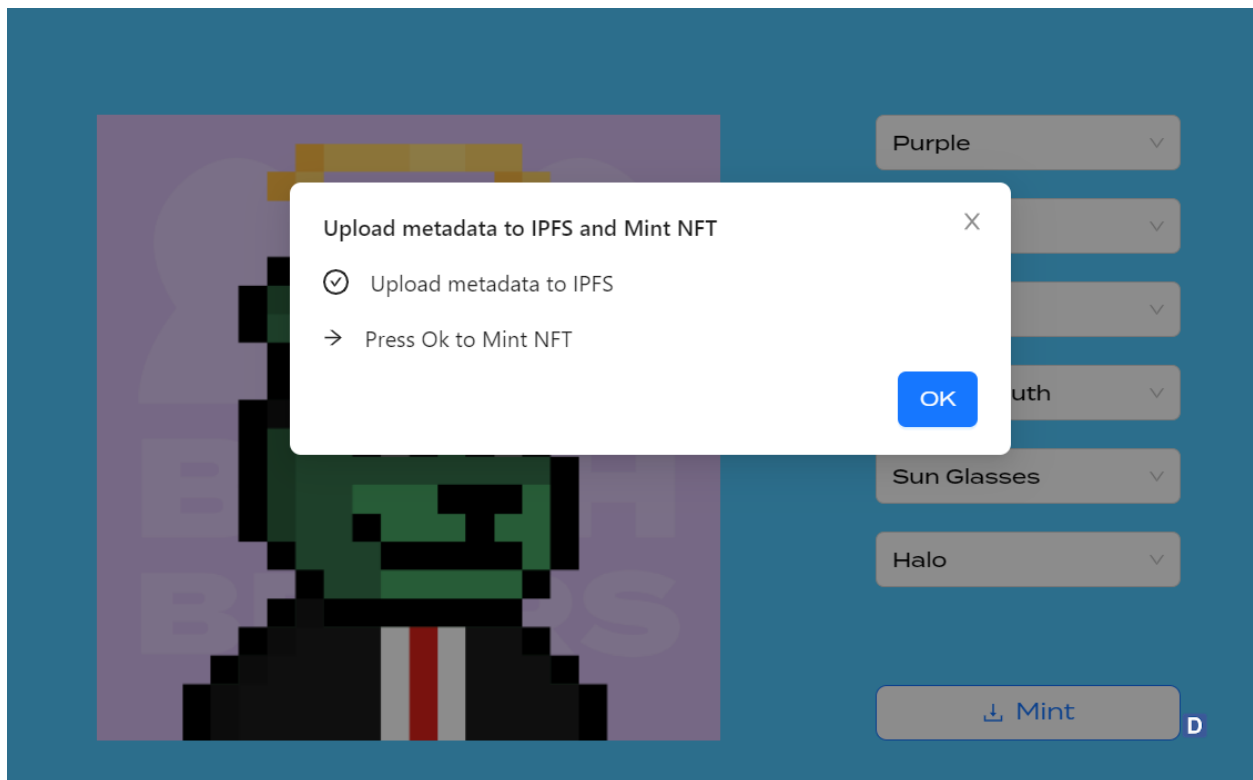 Purple
Upload metadata to IPFS and Mint NFT
Upload metadata to IPFS
Press Ok to Mint NFT
OK
uth
Sun Glasses
Halo
Mint
D